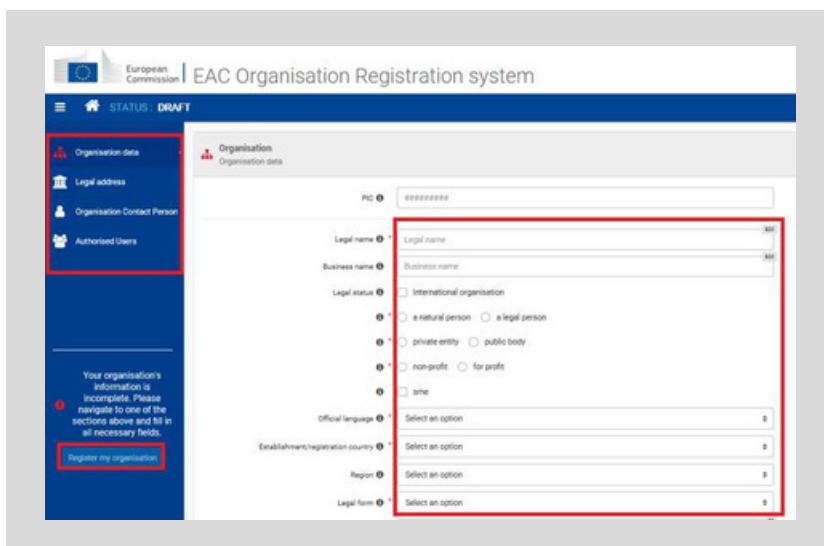 European
Commission
EAC Organisation Registration system
STATUS: DRAFT
Organisation data
Legal address
Organisation Contact Person
Authorised Users
Your organisation's
information is
incomplete. Please
navigate to one of the
sections above and fill in
all necessary fields.
Register my organisation
Organisation
Organisation data
PIC
#########
Legal name *
Legal name
Business name
Business name
Legal status
International organisation
* a natural person a legal person
* private entity public body
* non-profit for profit
sme
Official language * Select an option
Establishment/registration country * Select an option
Region Select an option
Legal form * Select an option